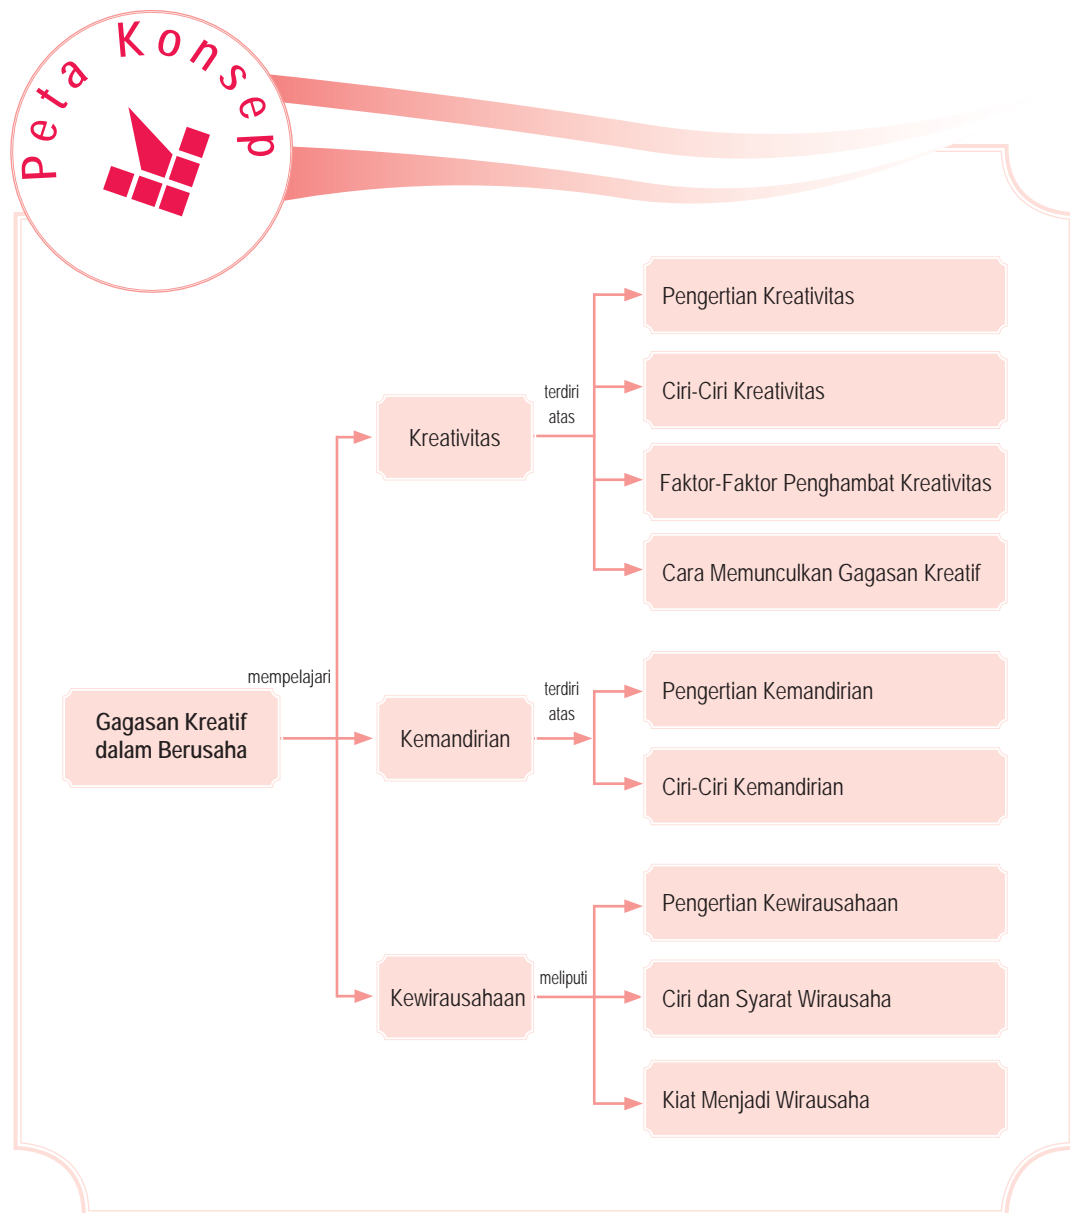 Peta Konsep
Gagasan Kreatif
dalam Berusaha
mempelajari
Kreativitas
terdiri
atas
Pengertian Kreativitas
Ciri-Ciri Kreativitas
Faktor-Faktor Penghambat Kreativitas
Cara Memunculkan Gagasan Kreatif
Kemandirian
terdiri
atas
Pengertian Kemandirian
Ciri-Ciri Kemandirian
Kewirausahaan
meliputi
Pengertian Kewirausahaan
Ciri dan Syarat Wirausaha
Kiat Menjadi Wirausaha